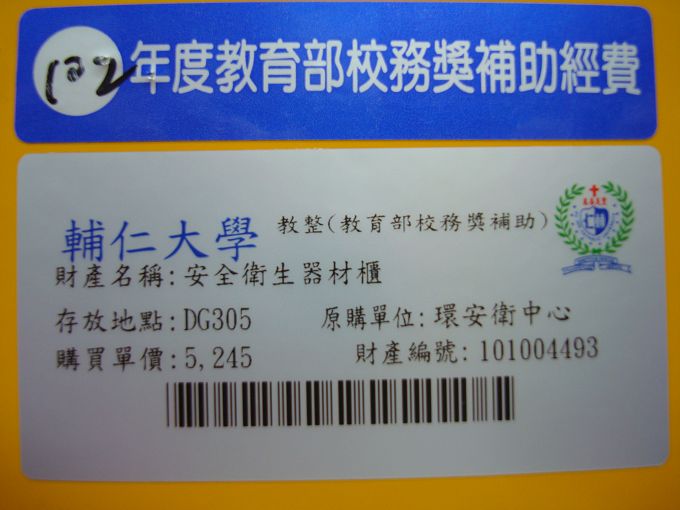 102年度教育部校務獎補助經費
輔仁大學 教整(教育部校務獎補助)
財產名稱:安全衛生器材櫃
存放地點:DG305 原購單位:環安衛中心
購買單價:5,245 財產編號:101004493